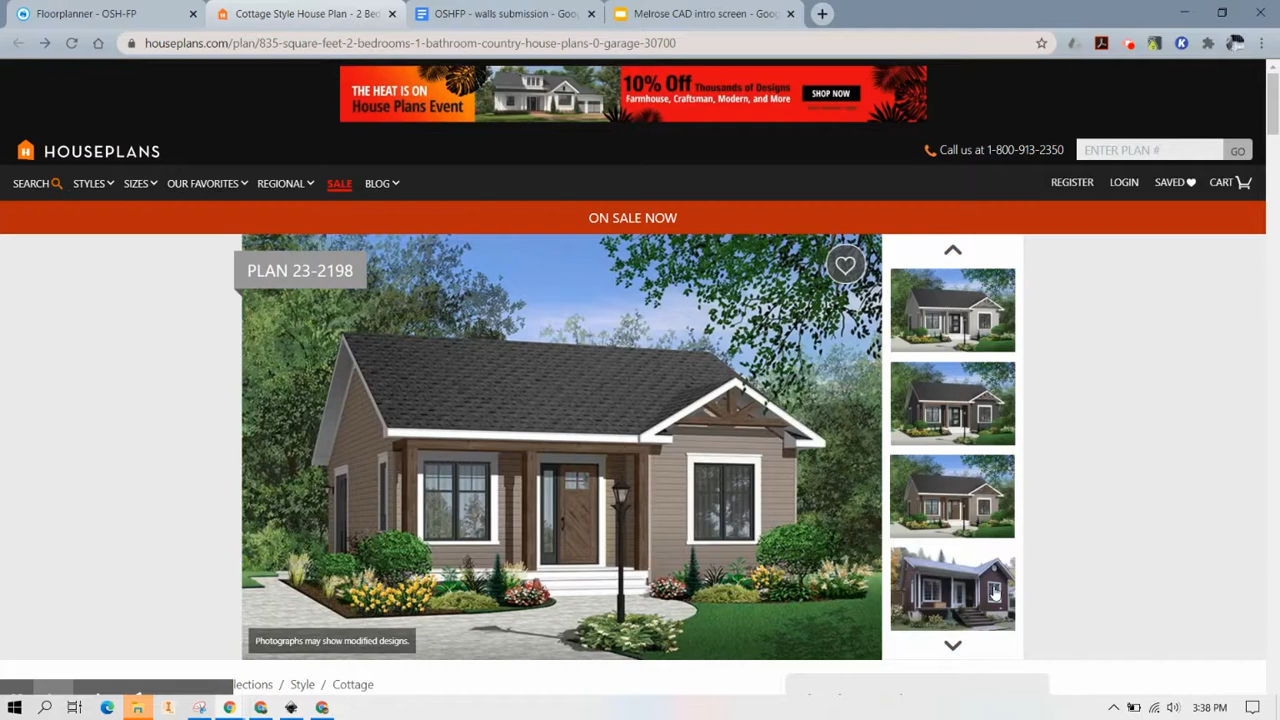 Floorplanner - OSH-FP
Cottage Style House Plan - 2 Bed
OSHFP - walls submission - Goo
Melrose CAD intro screen - Goog
houseplans.com/plan/835-square-feet-2-bedrooms-1-bathroom-country-house-plans-0-garage-30700
THE HEAT IS ON
House Plans Event
10% Off Thousands of Designs
Farmhouse, Craftsman, Modern, and More
SHOP NOW
HOUSEPLANS
Call us at 1-800-913-2350
ENTER PLAN #
GO
SEARCH STYLES SIZES OUR FAVORITES REGIONAL SALE BLOG
REGISTER LOGIN SAVED CART
ON SALE NOW
PLAN 23-2198
Photographs may show modified designs.
ections / Style / Cottage
3:38 PM